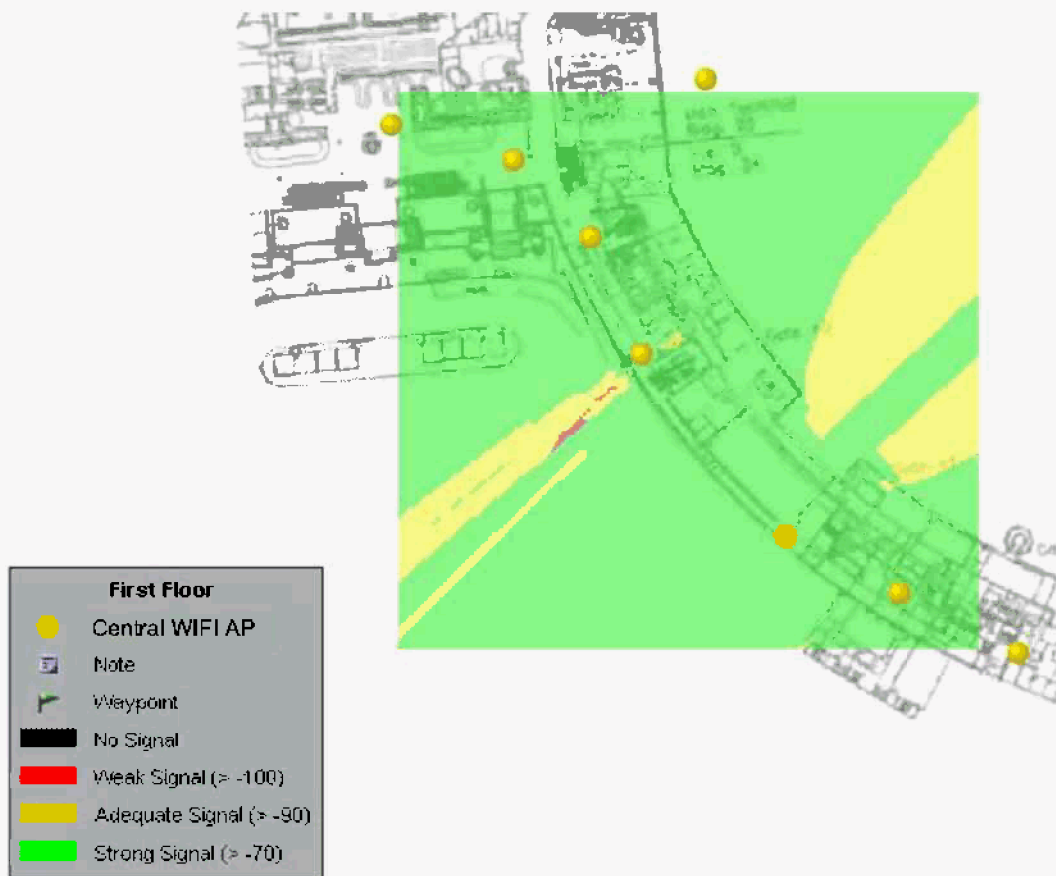 First Floor
Central WIFI AP
Note
Waypoint
No Signal
Weak Signal (> -100)
Adequate Signal (> -90)
Strong Signal (> -70)